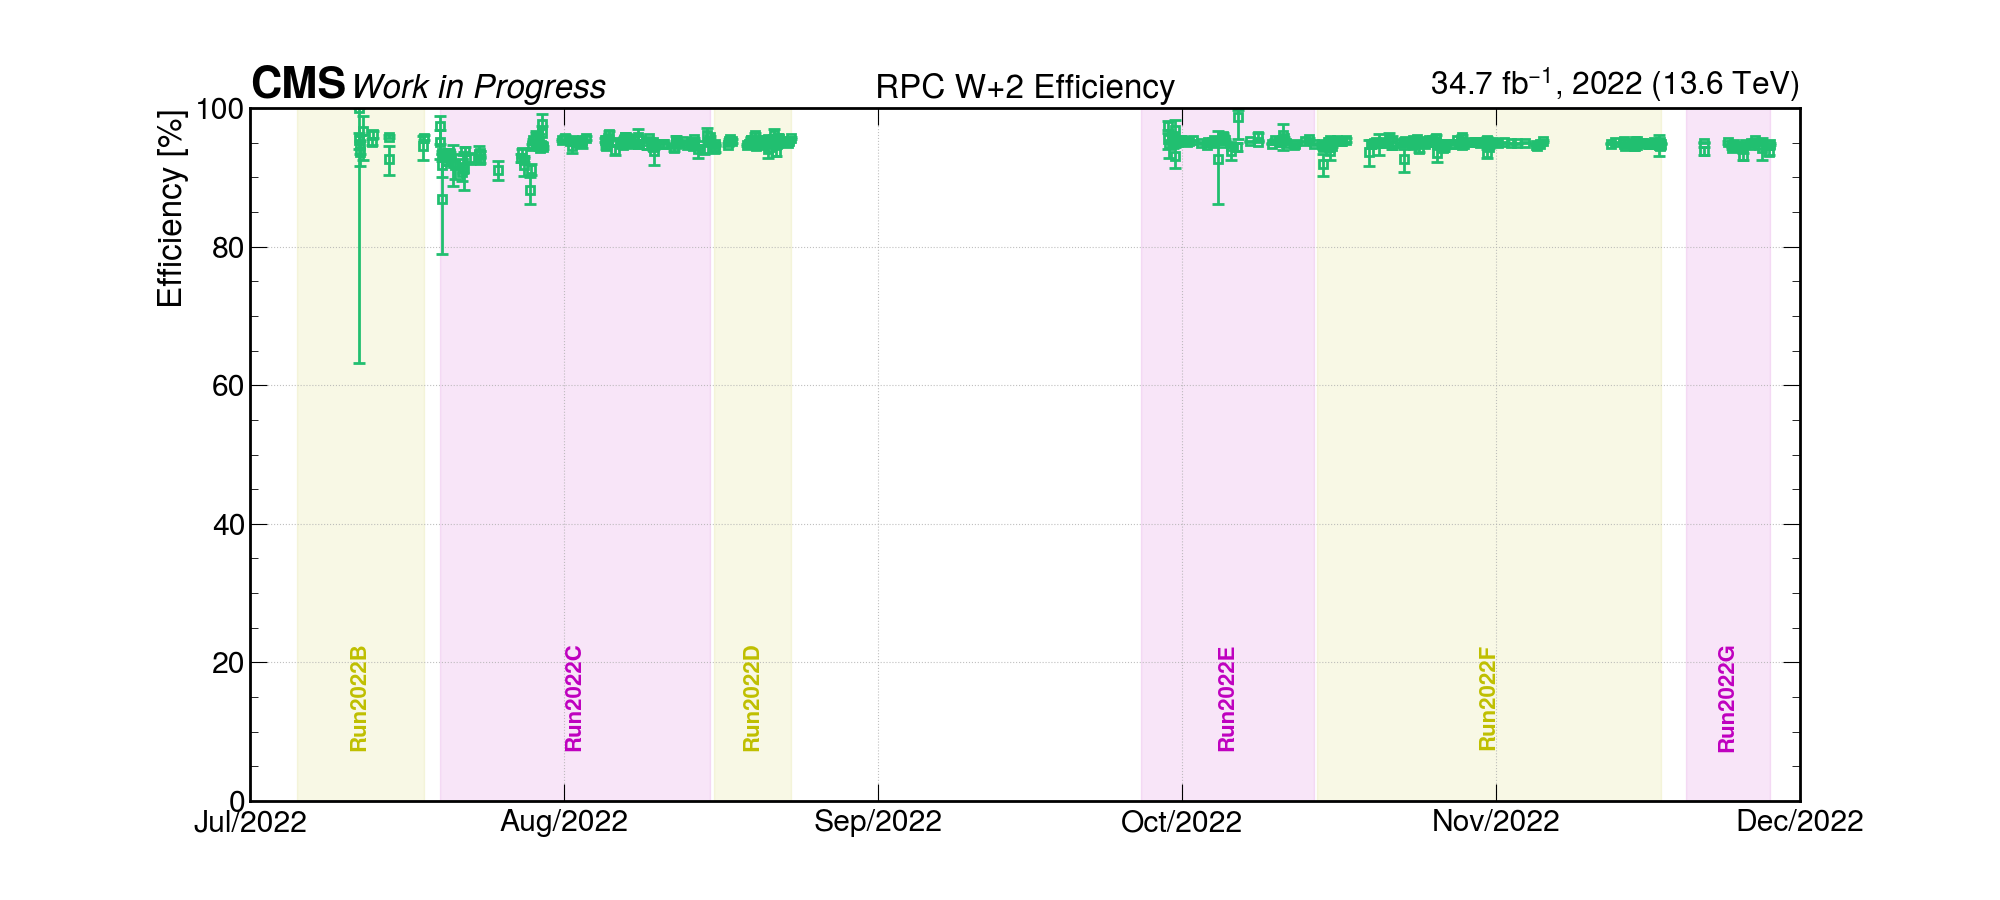 CMS Work in Progress RPC W+2 Efficiency 34.7 fb⁻¹, 2022 (13.6 TeV)
Efficiency [%]
100
80
60
40
20
0
Run2022B
Run2022C
Run2022D
Run2022E
Run2022F
Run2022G
Jul/2022 Aug/2022 Sep/2022 Oct/2022 Nov/2022 Dec/2022